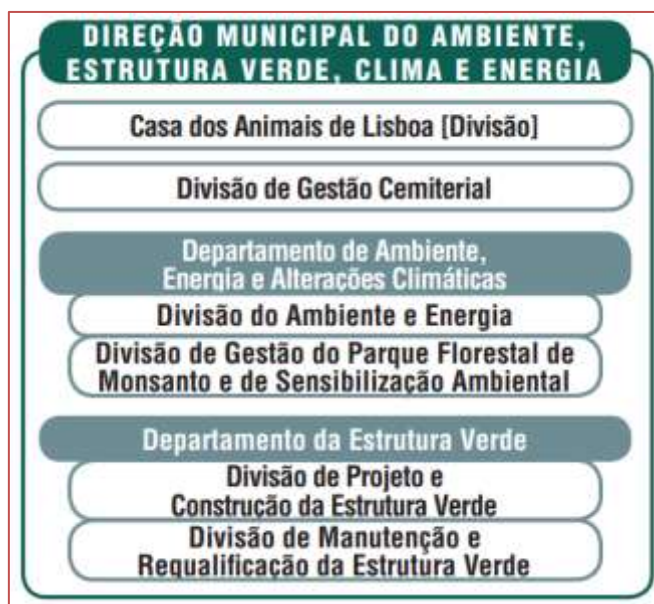 DIREÇÃO MUNICIPAL DO AMBIENTE,
ESTRUTURA VERDE, CLIMA E ENERGIA
Casa dos Animais de Lisboa [Divisão]
Divisão de Gestão Cemiterial
Departamento de Ambiente,
Energia e Alterações Climáticas
Divisão do Ambiente e Energia
Divisão de Gestão do Parque Florestal de
Monsanto e de Sensibilização Ambiental
Departamento da Estrutura Verde
Divisão de Projeto e
Construção da Estrutura Verde
Divisão de Manutenção e
Requalificação da Estrutura Verde